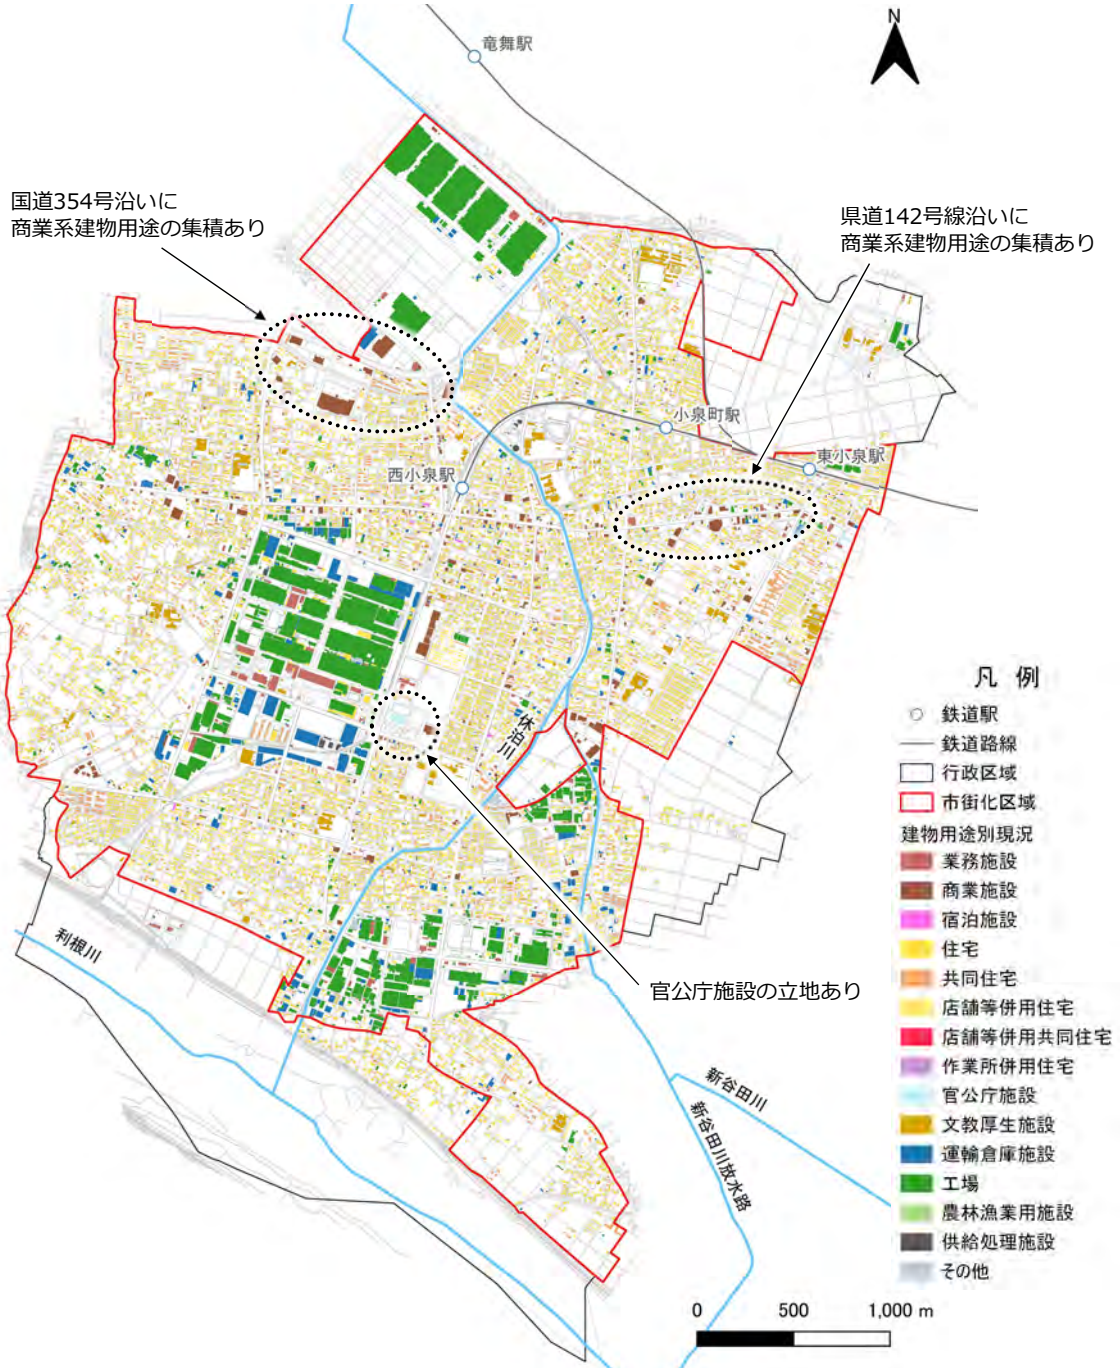 N
竜舞駅
国道354号沿いに
商業系建物用途の集積あり
県道142号線沿いに
商業系建物用途の集積あり
小泉町駅
東小泉駅
西小泉駅
休泊川
利根川
官公庁施設の立地あり
新谷田川
新谷田川放水路
凡 例
鉄道駅
鉄道路線
行政区域
市街化区域
建物用途別現況
業務施設
商業施設
宿泊施設
住宅
共同住宅
店舗等併用住宅
店舗等併用共同住宅
作業所併用住宅
官公庁施設
文教厚生施設
運輸倉庫施設
工場
農林漁業用施設
供給処理施設
その他
0 500 1,000 m